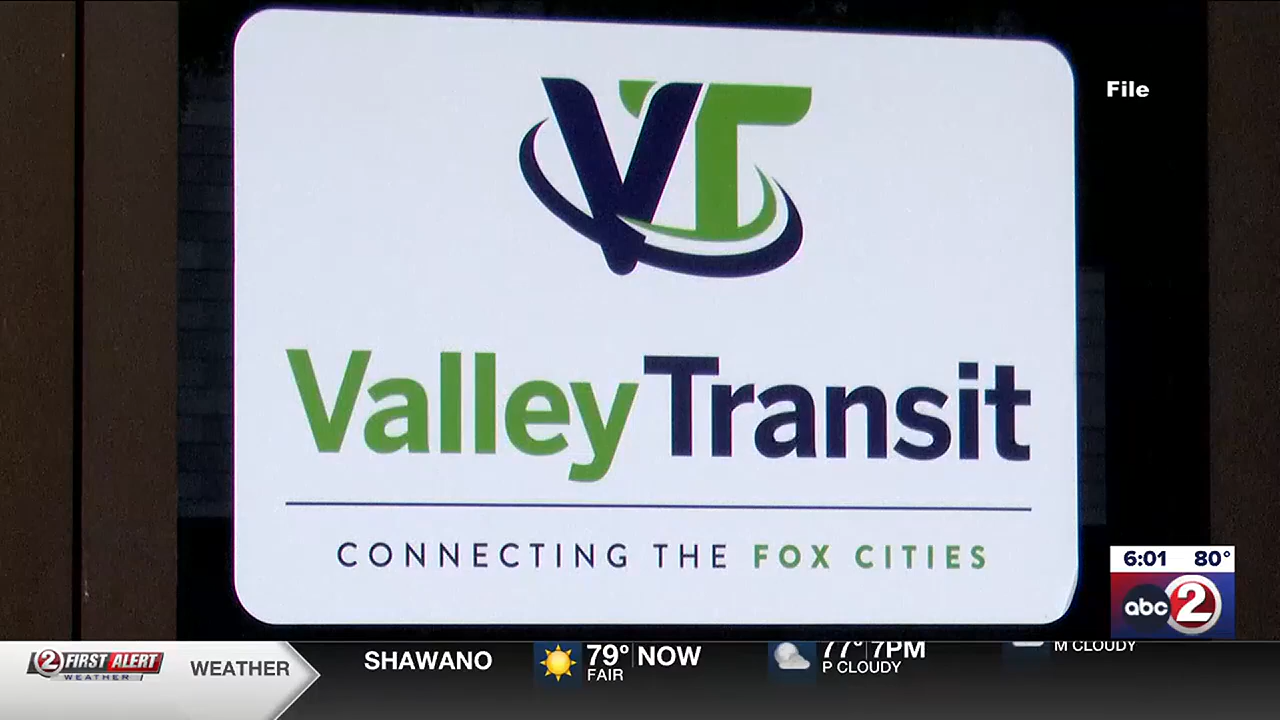 File
VT
Valley Transit
CONNECTING THE FOX CITIES
6:01 80°
abc 2
2 FIRST ALERT
WEATHER
WEATHER
SHAWANO
79° NOW
FAIR
77° 7PM
P CLOUDY
M CLOUDY